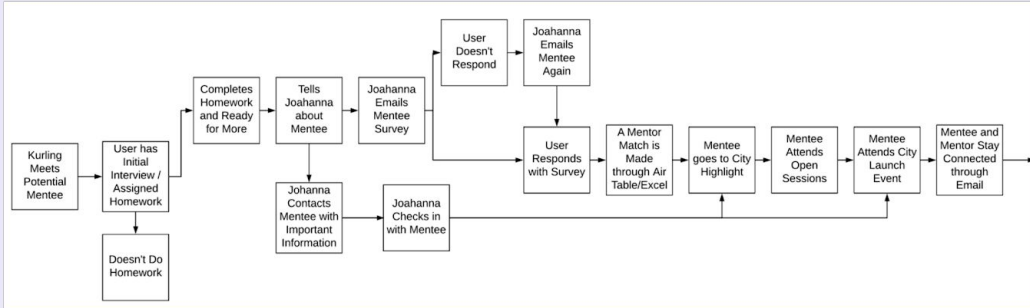 Kurling
Meets
Potential
Mentee
User has
Initial
Interview /
Assigned
Homework
Doesn't Do
Homework
Completes
Homework
and Ready
for More
Tells
Joahanna
about
Mentee
Johanna
Contacts
Mentee with
Important
Information
Joahanna
Emails
Mentee
Survey
Joahanna
Checks in
with Mentee
User
Doesn't
Respond
Joahanna
Emails
Mentee
Again
User
Responds
with Survey
A Mentor
Match is
Made
through Air
Table/Excel
Mentee
goes to City
Highlight
Mentee
Attends
Open
Sessions
Mentee
Attends City
Launch
Event
Mentee and
Mentor Stay
Connected
through
Email